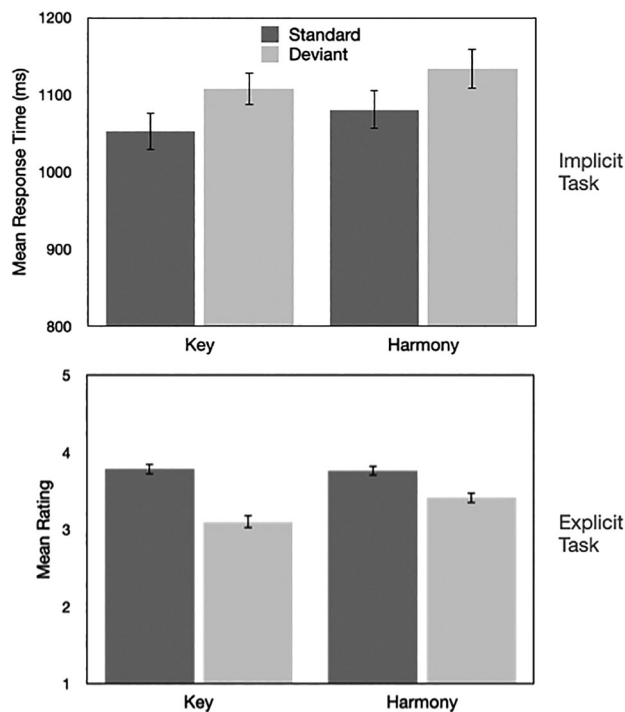 1200
1100
1000
900
800
Mean Response Time (ms)
Standard
Deviant
Key
Harmony
Implicit
Task
5
4
3
2
1
Mean Rating
Key
Harmony
Explicit
Task